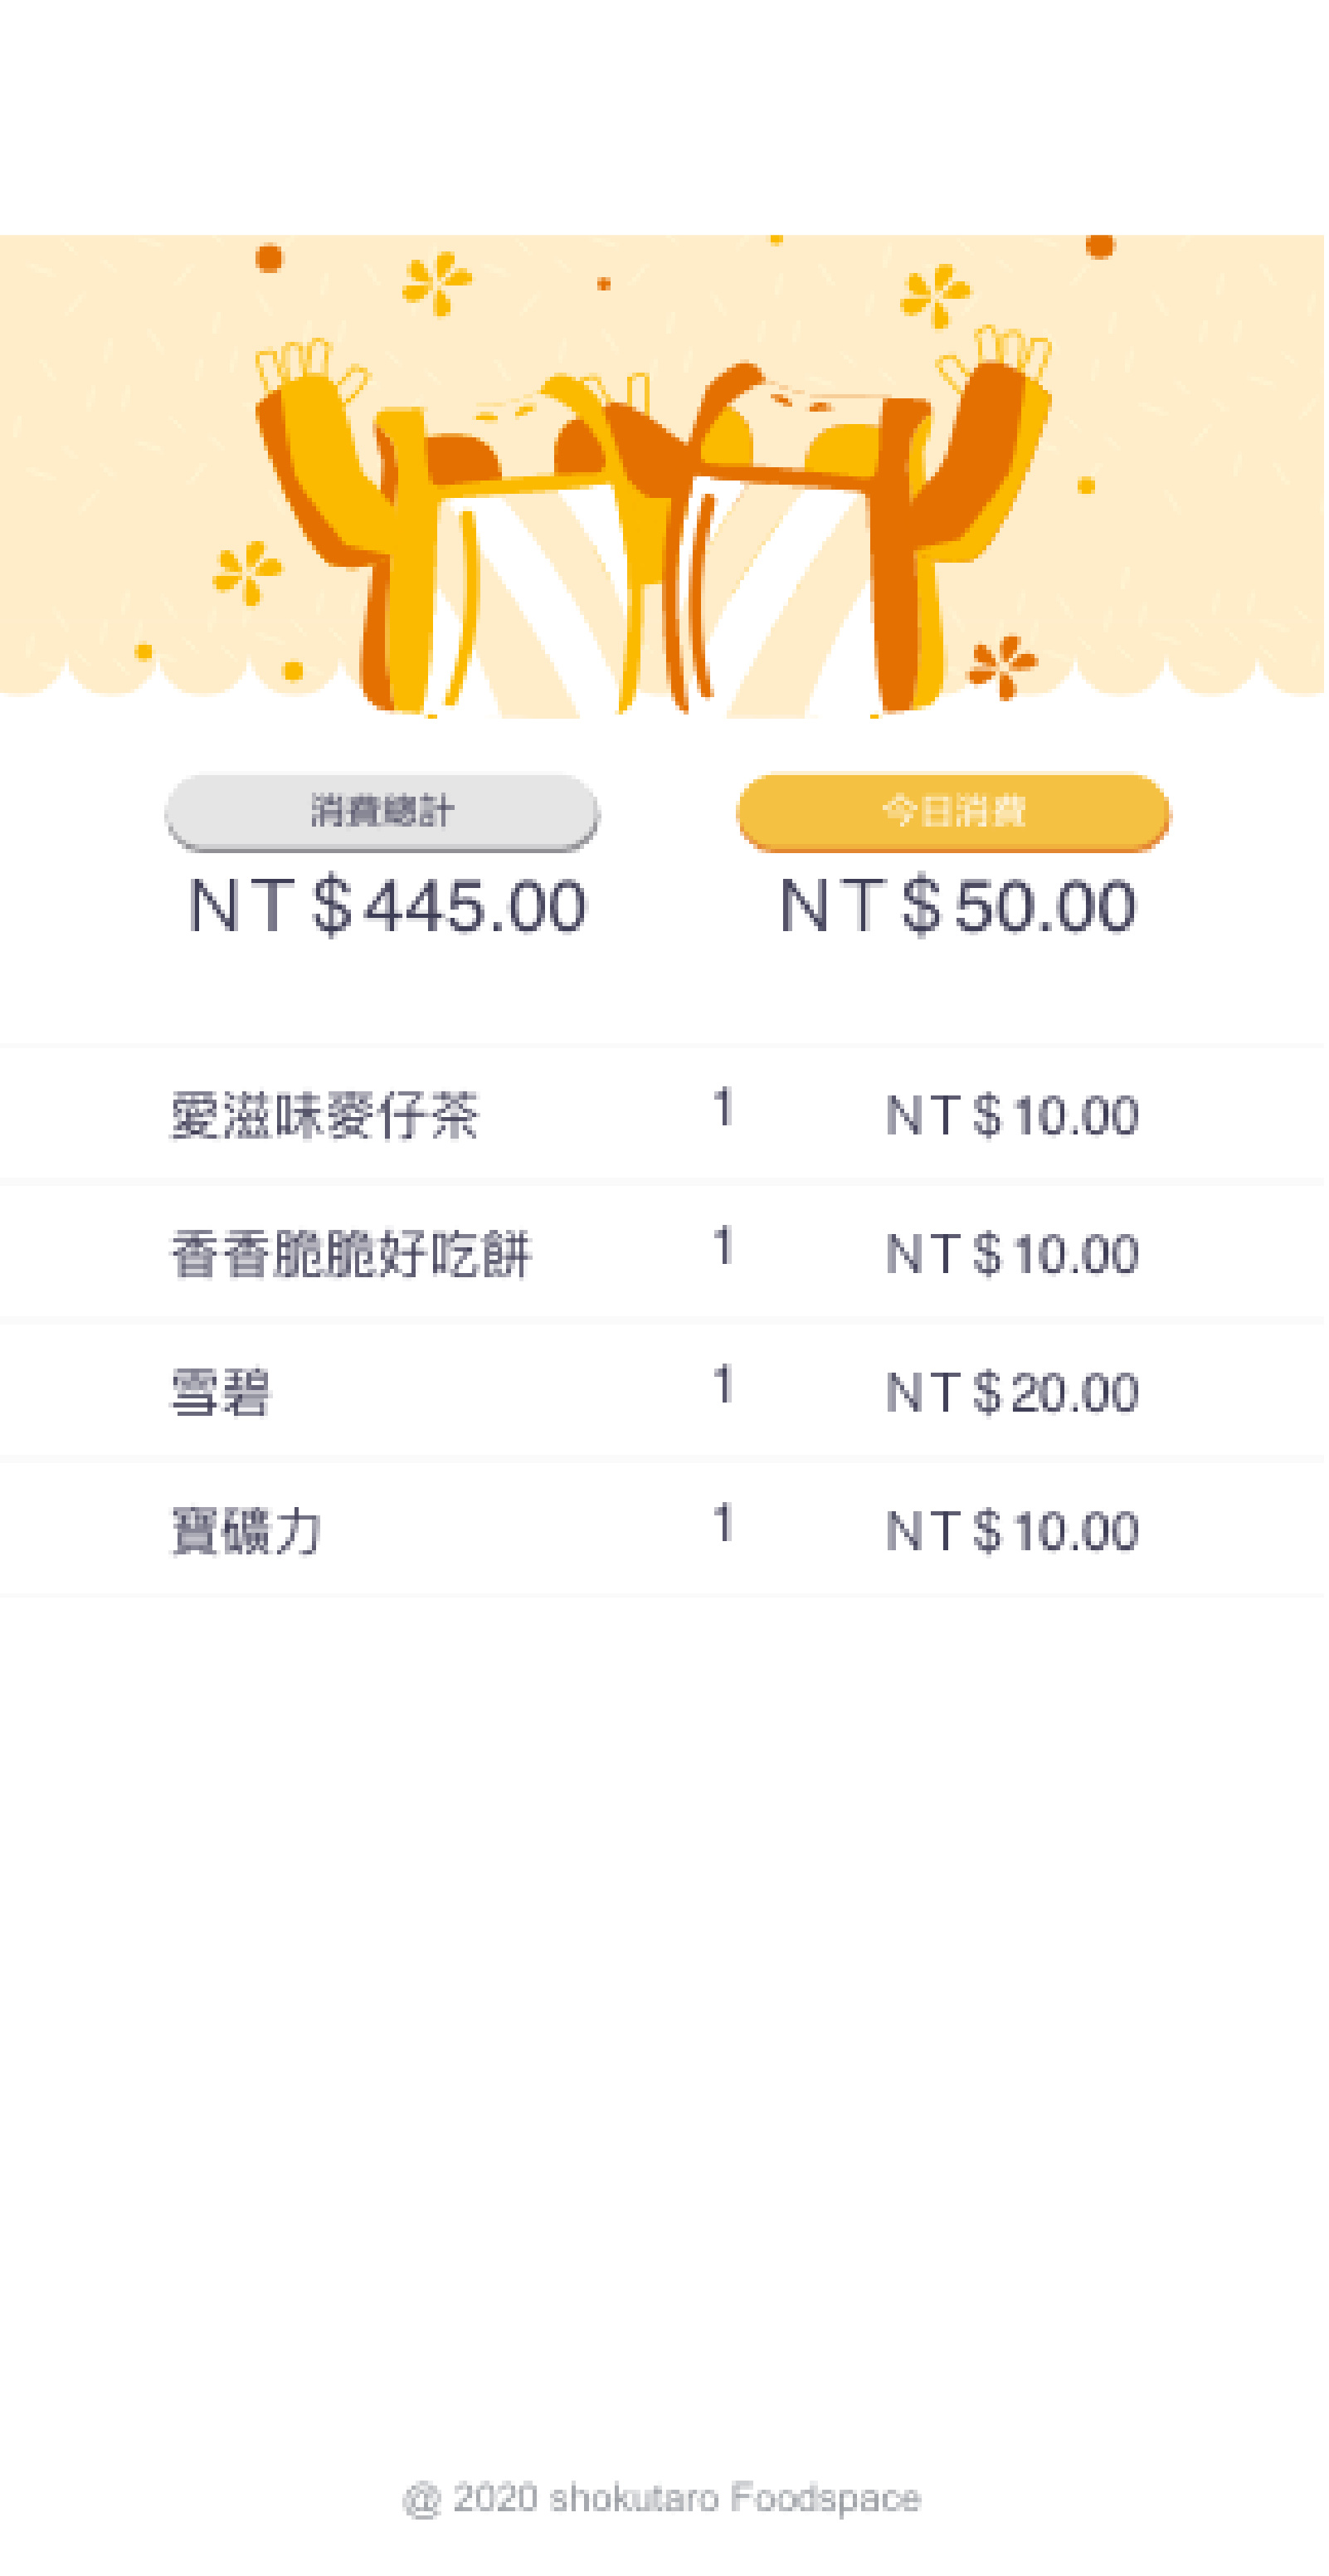 消費總計 今日消費
NT$445.00 NT$50.00
愛滋味麥仔茶 1 NT$10.00
香香脆脆好吃餅 1 NT$10.00
雪碧 1 NT$20.00
寶礦力 1 NT$10.00
@ 2020 shokutaro Foodspace